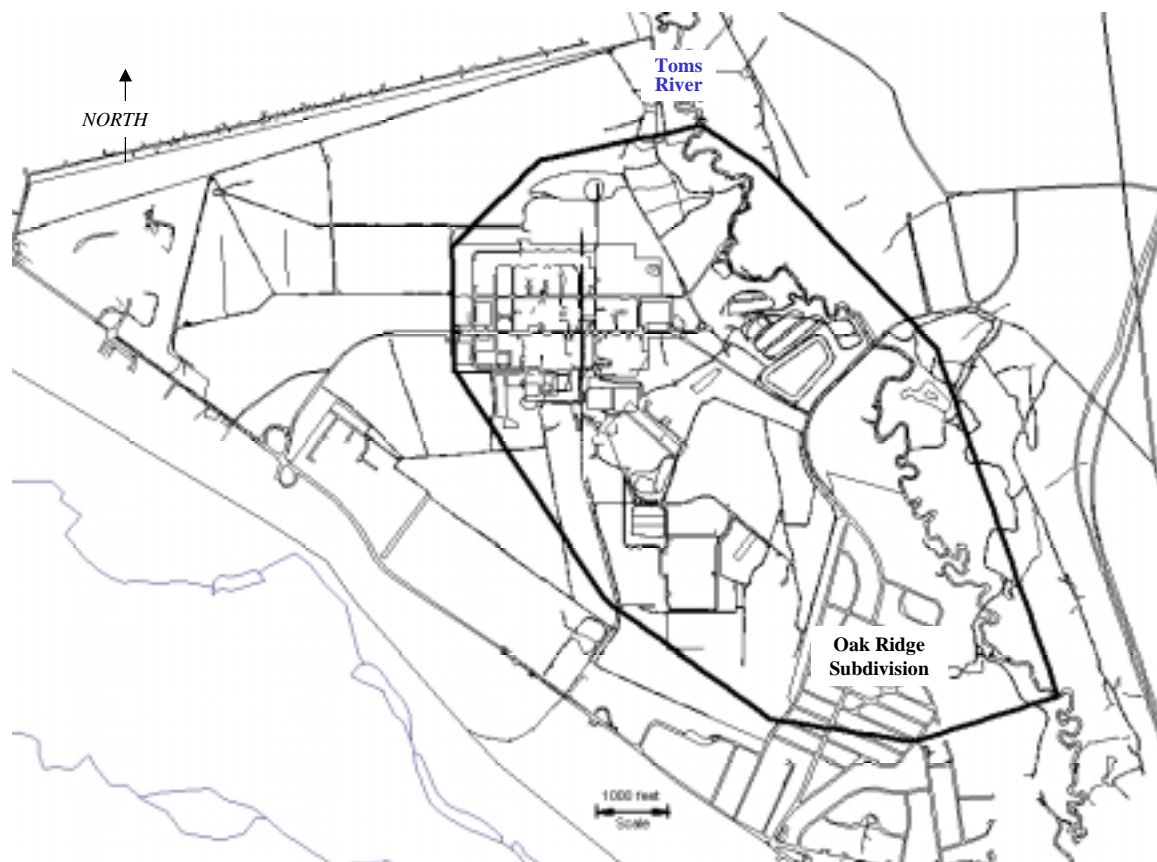 Toms
River
NORTH
Oak Ridge
Subdivision
1000 feet
Scale